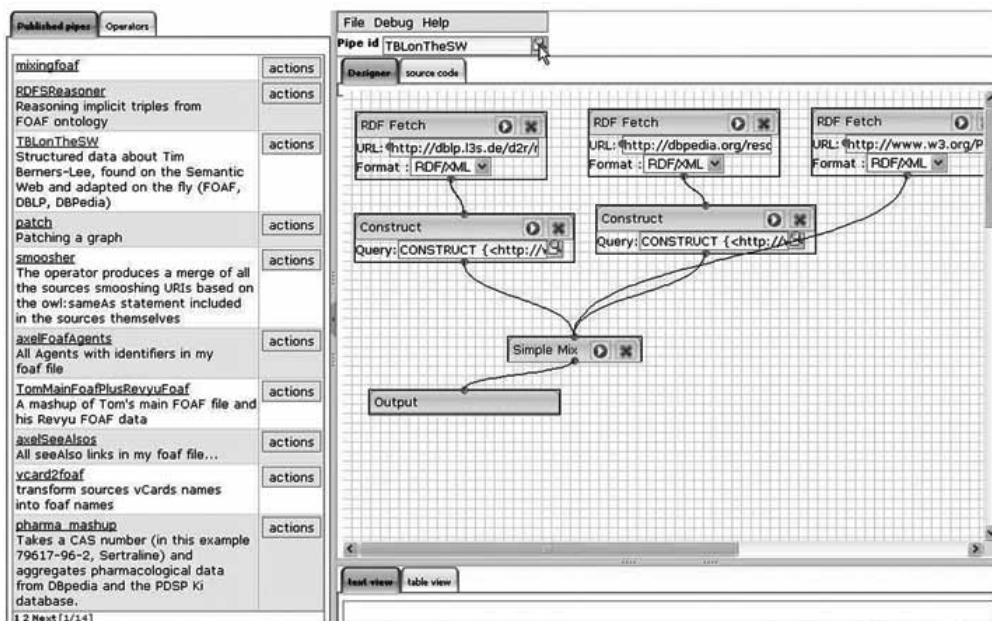 Published pipes
Operators
mixingfoaf
actions
RDFSReasoner
Reasoning implicit triples from
FOAF ontology
actions
TBLonTheSW
Structured data about Tim
Berners-Lee, found on the Semantic
Web and adapted on the fly (FOAF,
DBLP, DBPedia)
actions
patch
Patching a graph
actions
smoosher
The operator produces a merge of all
the sources smooshing URIs based on
the owl:sameAs statement included
in the sources themselves
actions
axelFoafAgents
All Agents with identifiers in my
foaf file
actions
TomMainFoafPlusRevyuFoaf
A mashup of Tom's main FOAF file and
his Revyu FOAF data
actions
axelSeeAlsos
All seeAlso links in my foaf file...
actions
vcard2foaf
transform sources vCards names
into foaf names
actions
pharma_mashup
Takes a CAS number (in this example
79617-96-2, Sertraline) and
aggregates pharmacological data
from DBpedia and the PDSP Ki
database.
actions
1 2 Next [1/14]
File Debug Help
Pipe id TBLonTheSW
Designer
source code
RDF Fetch
URL: http://dblp.l3s.de/d2r/r
Format : RDF/XML
RDF Fetch
URL: http://dbpedia.org/resc
Format : RDF/XML
RDF Fetch
URL: http://www.w3.org/P
Format : RDF/XML
Construct
Query: CONSTRUCT {<http://v
Construct
Query: CONSTRUCT {<http://v
Simple Mix
Output
text view
table view